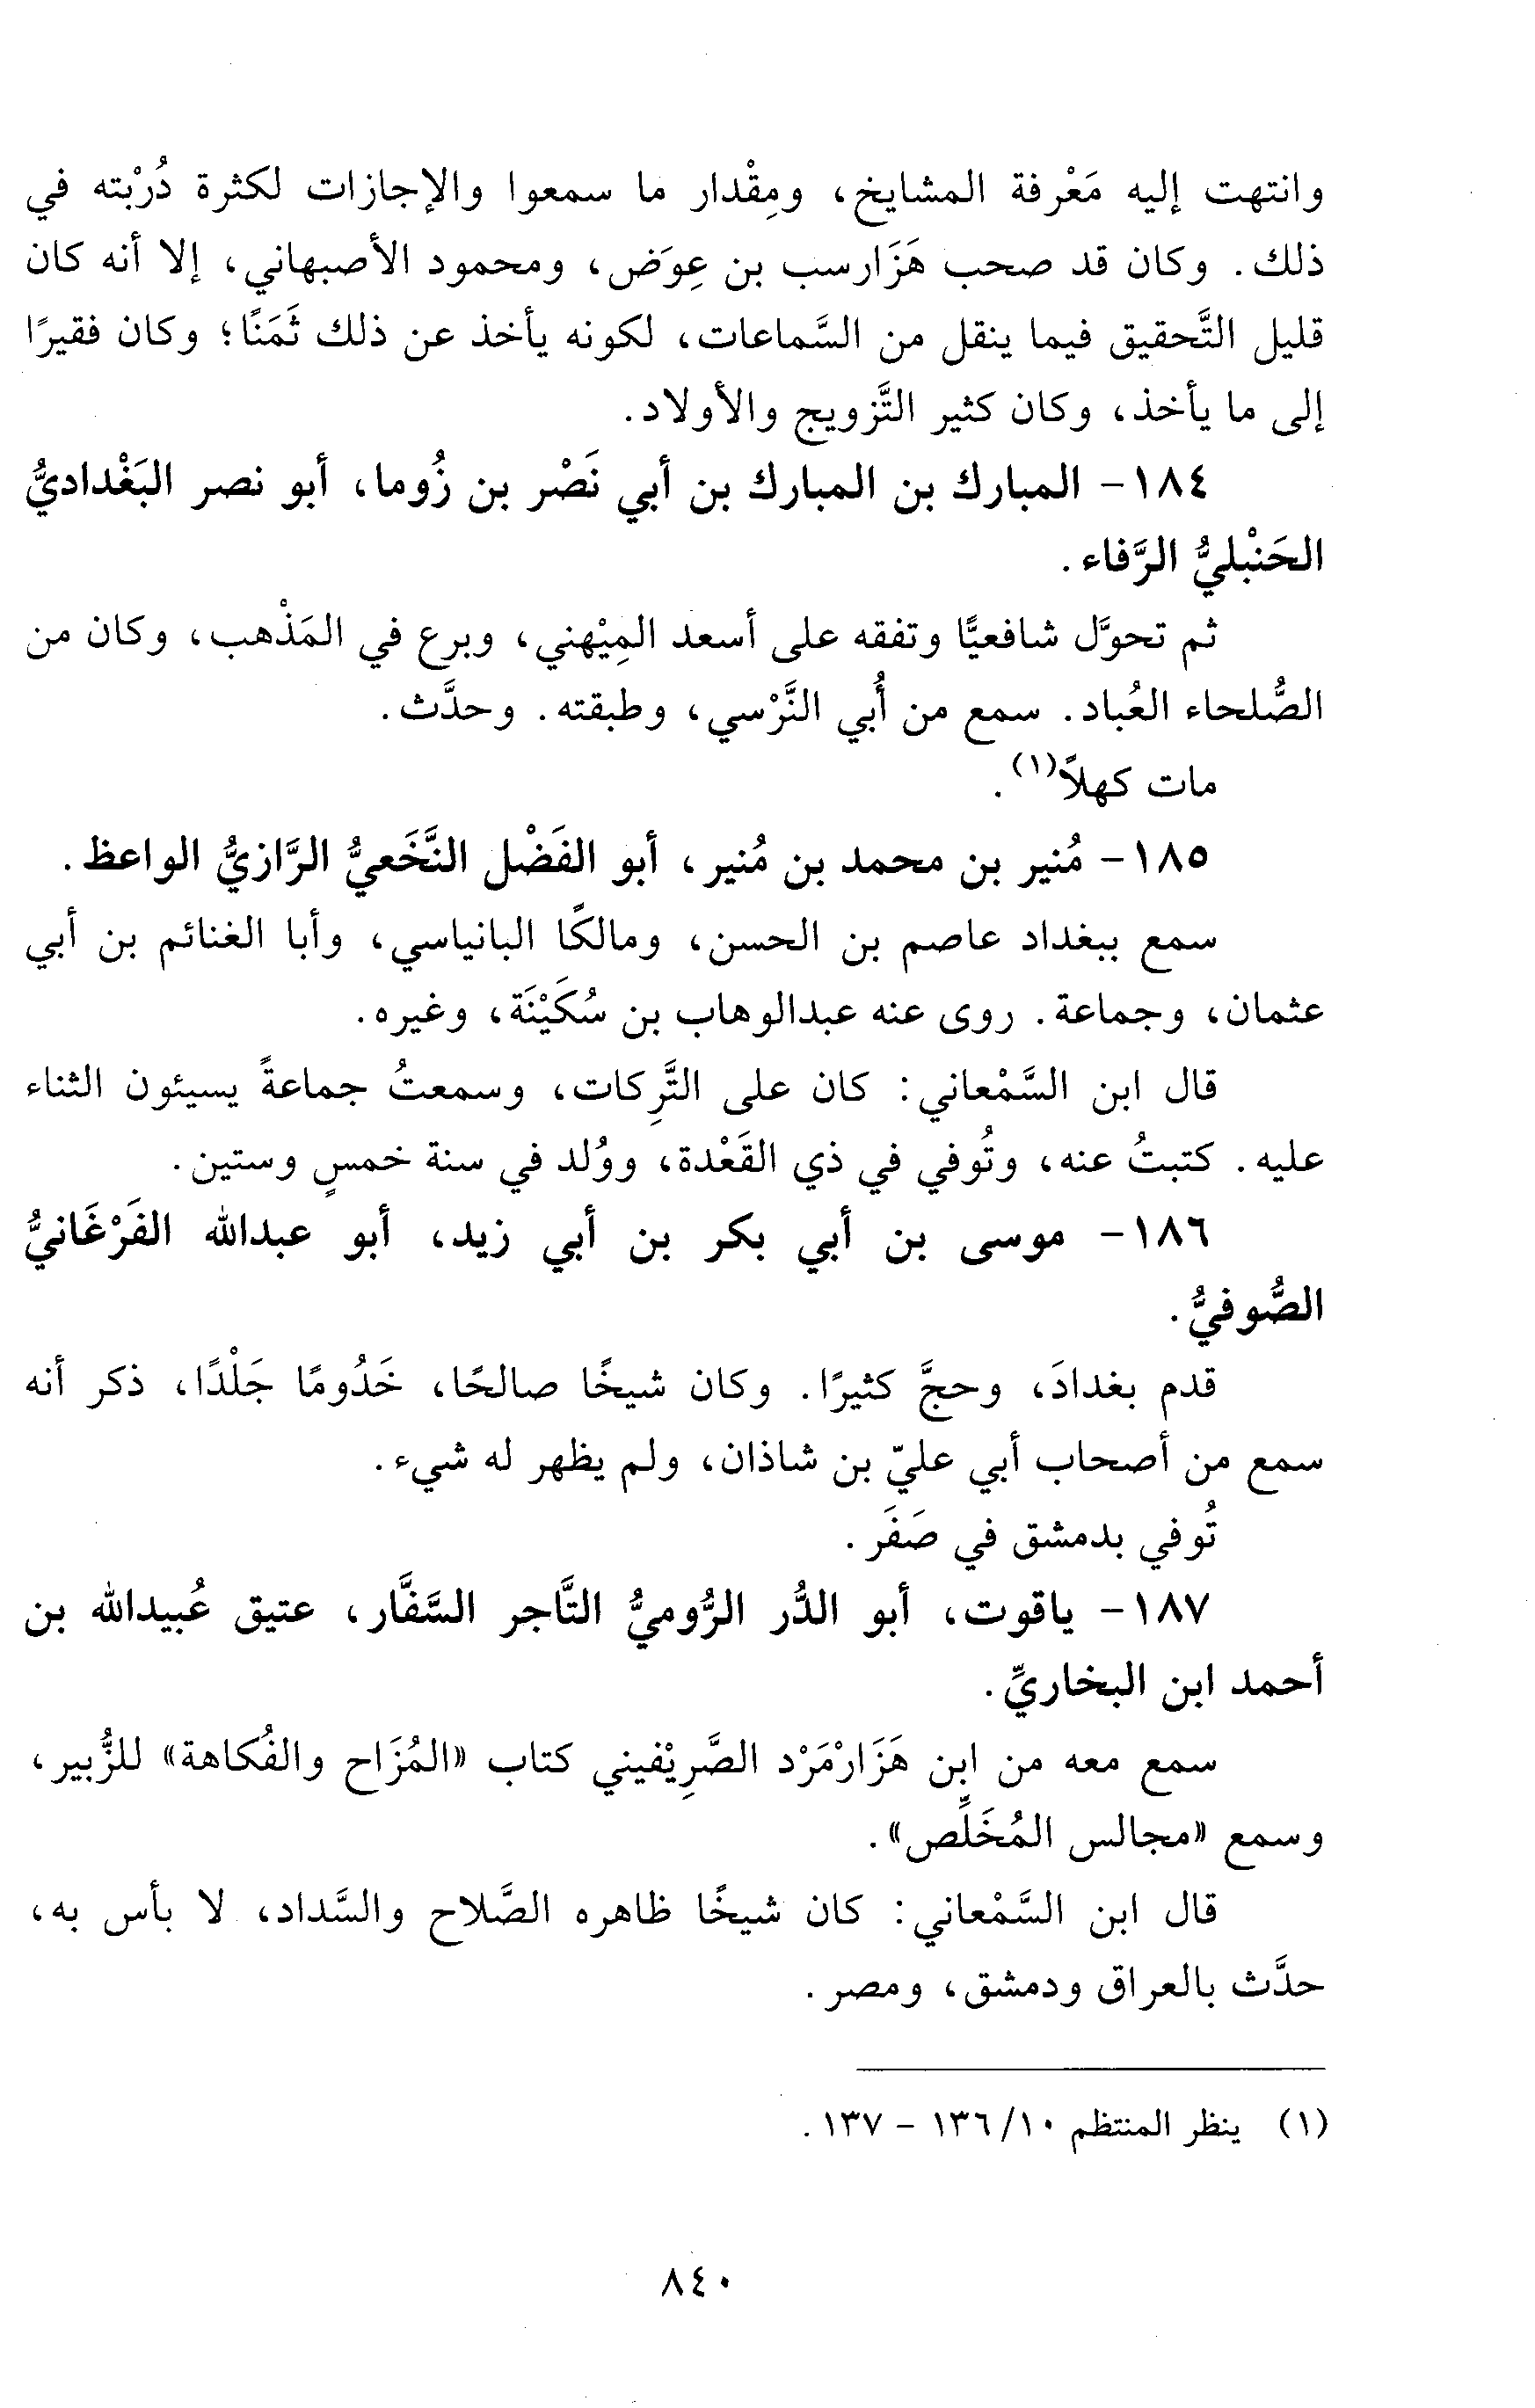 وانتهت إليه مَعْرفة المشايخ، ومِقْدار ما سمعوا والإجازات لكثرة دُرْبته في
ذلك. وكان قد صحب هَزَارسب بن عِوَض، ومحمود الأصبهاني، إلا أنه كان
قليل التَّحقيق فيما ينقل من السَّماعات، لكونه يأخذ عن ذلك ثَمَنًا؛ وكان فقيرًا
إلى ما يأخذ، وكان كثير التَّزويج والأولاد.
١٨٤- المبارك بن المبارك بن أبي نَصْر بن زُوما، أبو نصر البَغْداديُّ
الحَنْبليُّ الرَّفاء.
ثم تحوَّل شافعيًّا وتفقه على أسعد المِيْهني، وبرع في المَذْهب، وكان من
الصُّلحاء العُباد. سمع من أُبي النَّرْسي، وطبقته. وحدَّث.
مات كهلاً(١).
١٨٥- مُنير بن محمد بن مُنير، أبو الفَضْل النَّخَعيُّ الرَّازيُّ الواعظ.
سمع ببغداد عاصم بن الحسن، ومالكًا البانياسي، وأبا الغنائم بن أبي
عثمان، وجماعة. روى عنه عبدالوهاب بن سُكَيْنَة، وغيره.
قال ابن السَّمْعاني: كان على التَّرِكات، وسمعتُ جماعةً يسيئون الثناء
عليه. كتبتُ عنه، وتُوفي في ذي القَعْدة، ووُلد في سنة خمسٍ وستين.
١٨٦- موسى بن أبي بكر بن أبي زيد، أبو عبدالله الفَرْغَانيُّ
الصُّوفيُّ.
قدم بغدادَ، وحجَّ كثيرًا. وكان شيخًا صالحًا، خَدُومًا جَلْدًا، ذكر أنه
سمع من أصحاب أبي عليّ بن شاذان، ولم يظهر له شيء.
تُوفي بدمشق في صَفَر.
١٨٧- ياقوت، أبو الدُّر الرُّوميُّ التَّاجر السَّفَّار، عتيق عُبيدالله بن
أحمد ابن البخاريِّ.
سمع معه من ابن هَزَارْمَرْد الصَّرِيْفيني كتاب «المُزَاح والفُكاهة» للزُّبير،
وسمع «مجالس المُخَلِّص».
قال ابن السَّمْعاني: كان شيخًا ظاهره الصَّلاح والسَّداد، لا بأس به،
حدَّث بالعراق ودمشق، ومصر.
(١) ينظر المنتظم ١٠/ ١٣٦ - ١٣٧.
٨٤٠